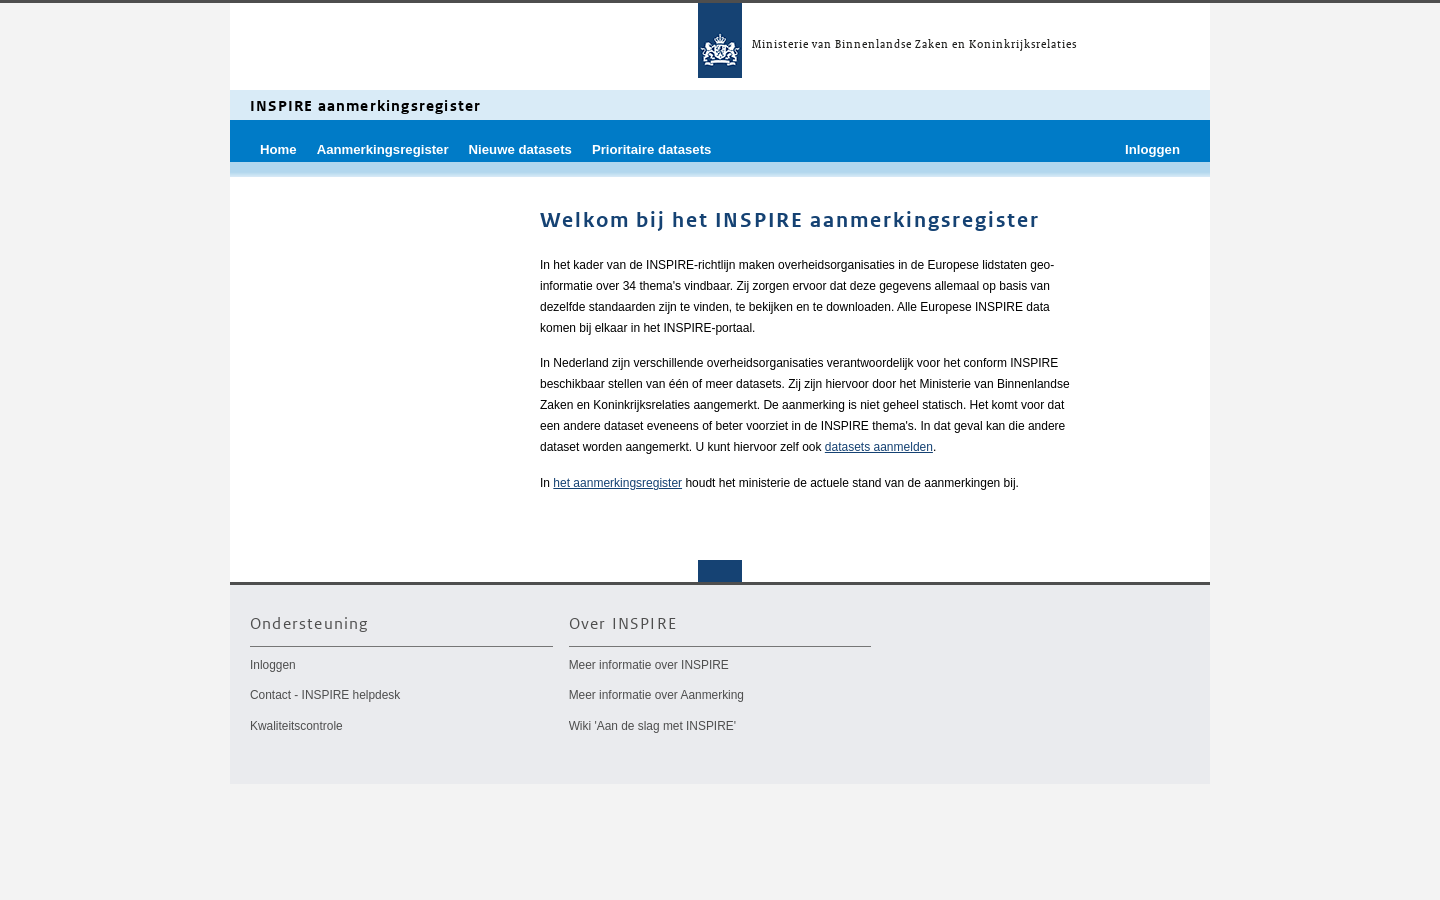 Ministerie van Binnenlandse Zaken en Koninkrijksrelaties
INSPIRE aanmerkingsregister
Home Aanmerkingsregister Nieuwe datasets Prioritaire datasets Inloggen
Welkom bij het INSPIRE aanmerkingsregister
In het kader van de INSPIRE-richtlijn maken overheidsorganisaties in de Europese lidstaten geo-
informatie over 34 thema's vindbaar. Zij zorgen ervoor dat deze gegevens allemaal op basis van
dezelfde standaarden zijn te vinden, te bekijken en te downloaden. Alle Europese INSPIRE data
komen bij elkaar in het INSPIRE-portaal.
In Nederland zijn verschillende overheidsorganisaties verantwoordelijk voor het conform INSPIRE
beschikbaar stellen van één of meer datasets. Zij zijn hiervoor door het Ministerie van Binnenlandse
Zaken en Koninkrijksrelaties aangemerkt. De aanmerking is niet geheel statisch. Het komt voor dat
een andere dataset eveneens of beter voorziet in de INSPIRE thema's. In dat geval kan die andere
dataset worden aangemerkt. U kunt hiervoor zelf ook datasets aanmelden.
In het aanmerkingsregister houdt het ministerie de actuele stand van de aanmerkingen bij.
Ondersteuning
Inloggen
Contact - INSPIRE helpdesk
Kwaliteitscontrole
Over INSPIRE
Meer informatie over INSPIRE
Meer informatie over Aanmerking
Wiki 'Aan de slag met INSPIRE'